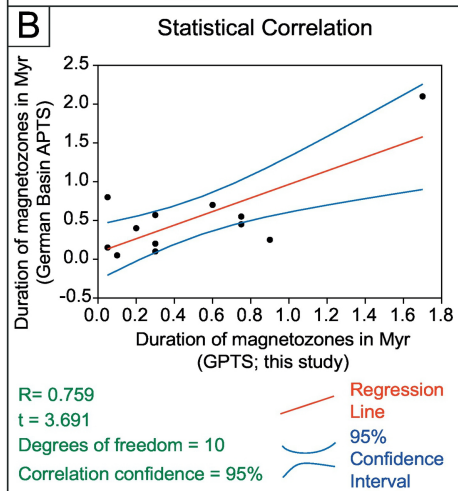 B
Statistical Correlation
Duration of magnetozones in Myr
(German Basin APTS)
2.5
2.0
1.5
1.0
0.5
0.0
-0.5
0.0 0.2 0.4 0.6 0.8 1.0 1.2 1.4 1.6 1.8
Duration of magnetozones in Myr
(GPTS; this study)
R= 0.759
t = 3.691
Degrees of freedom = 10
Correlation confidence = 95%
Regression
Line
95%
Confidence
Interval